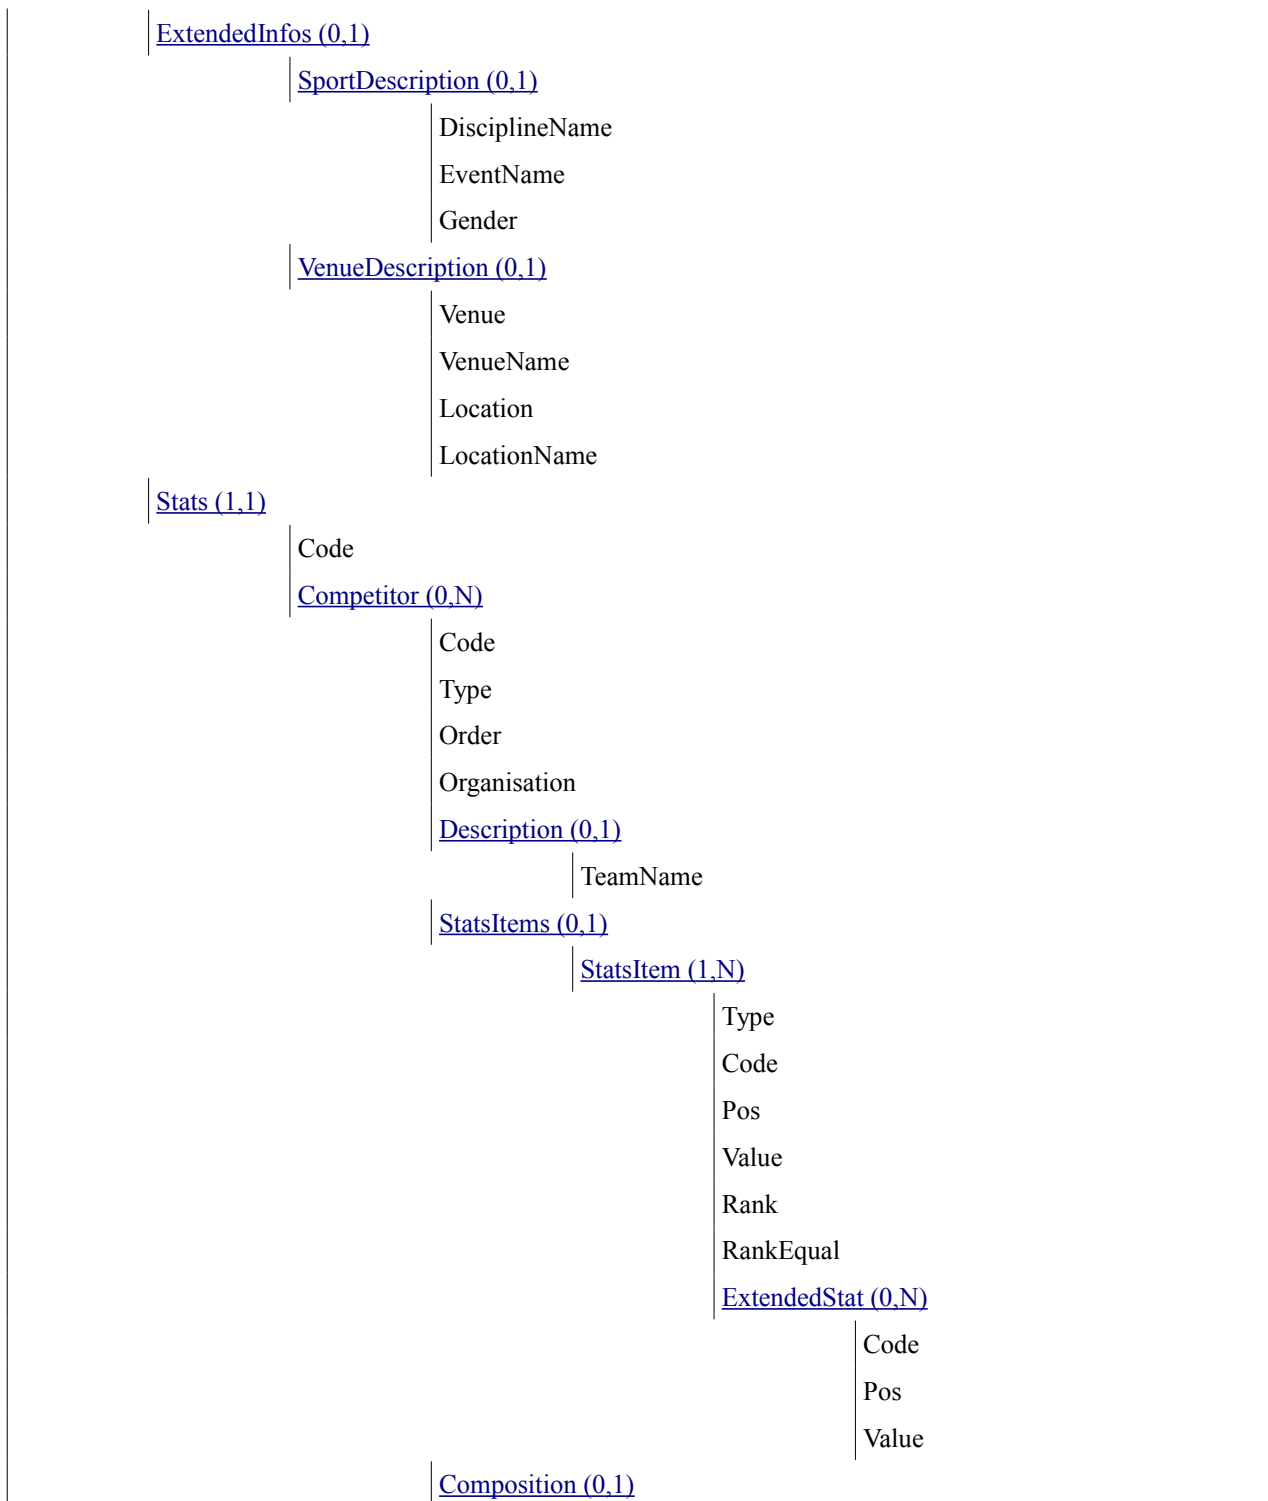 ExtendedInfos (0,1)
SportDescription (0,1)
DisciplineName
EventName
Gender
VenueDescription (0,1)
Venue
VenueName
Location
LocationName
Stats (1,1)
Code
Competitor (0,N)
Code
Type
Order
Organisation
Description (0,1)
TeamName
StatsItems (0,1)
StatsItem (1,N)
Type
Code
Pos
Value
Rank
RankEqual
ExtendedStat (0,N)
Code
Pos
Value
Composition (0,1)